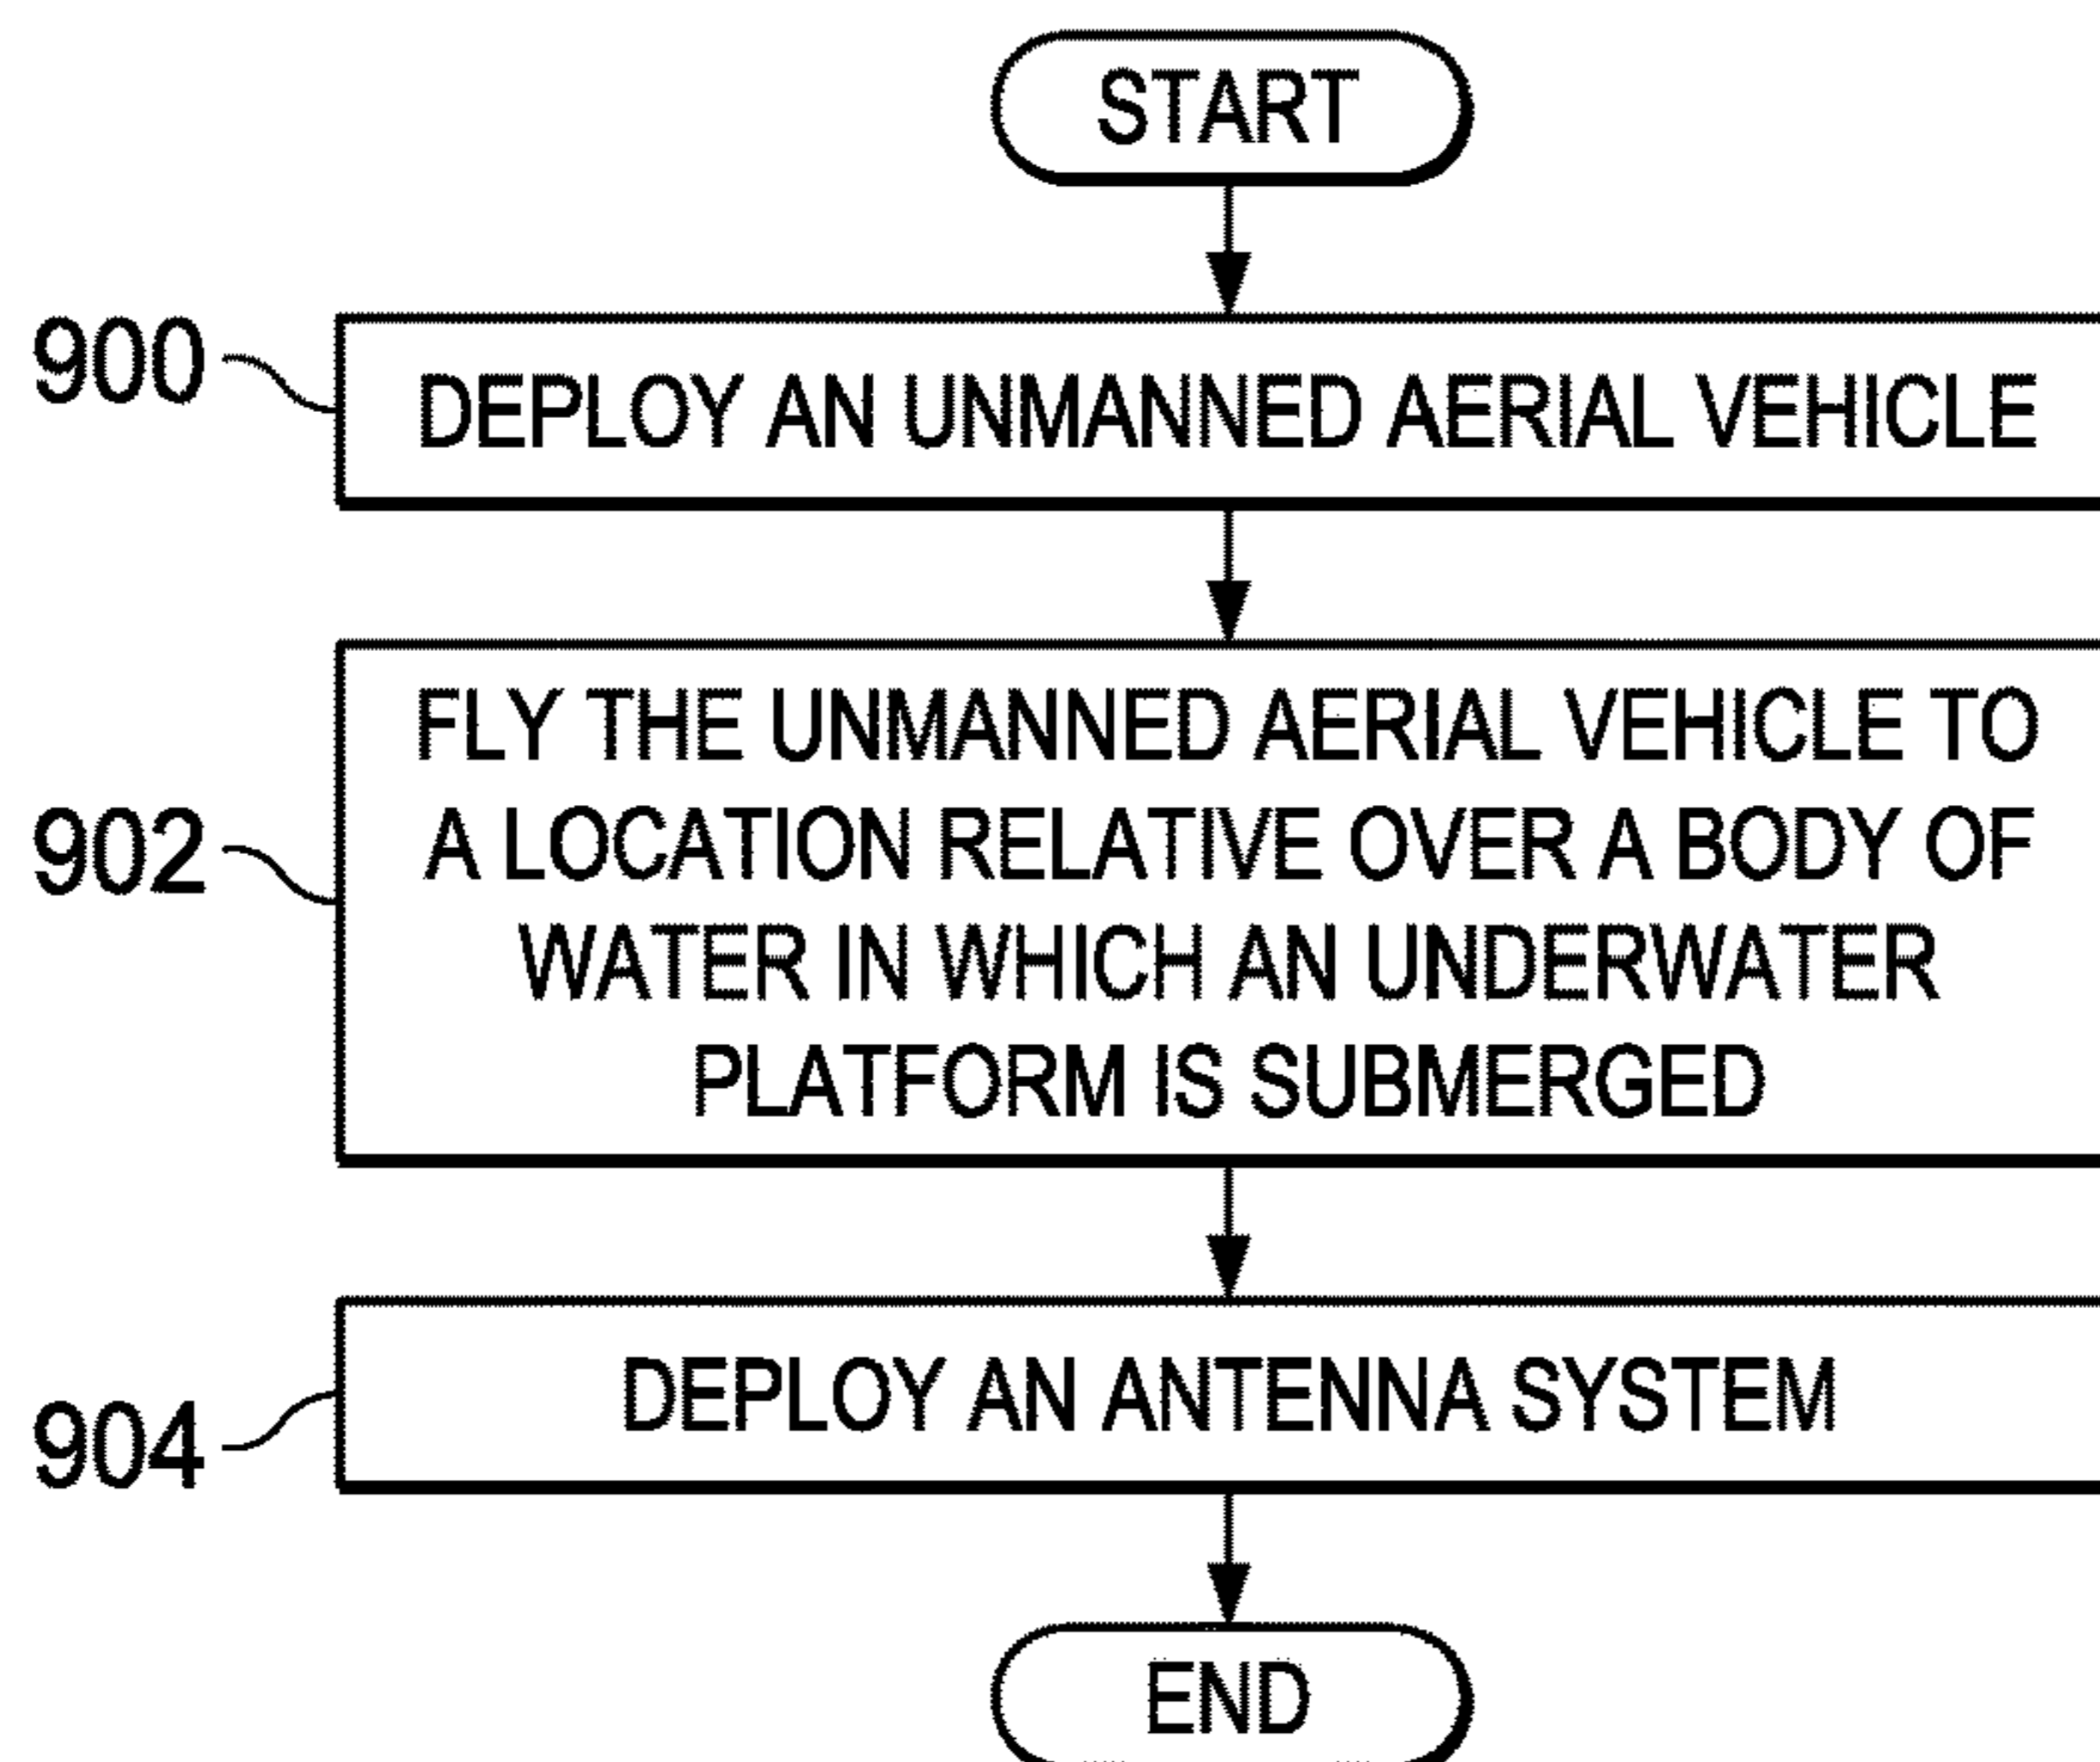 START
900
DEPLOY AN UNMANNED AERIAL VEHICLE
902
FLY THE UNMANNED AERIAL VEHICLE TO
A LOCATION RELATIVE OVER A BODY OF
WATER IN WHICH AN UNDERWATER
PLATFORM IS SUBMERGED
904
DEPLOY AN ANTENNA SYSTEM
END